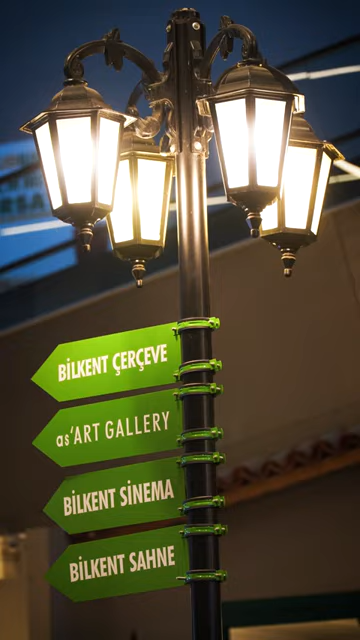 BİLKENT ÇERÇEVE
as'ART GALLERY
BİLKENT SİNEMA
BİLKENT SAHNE